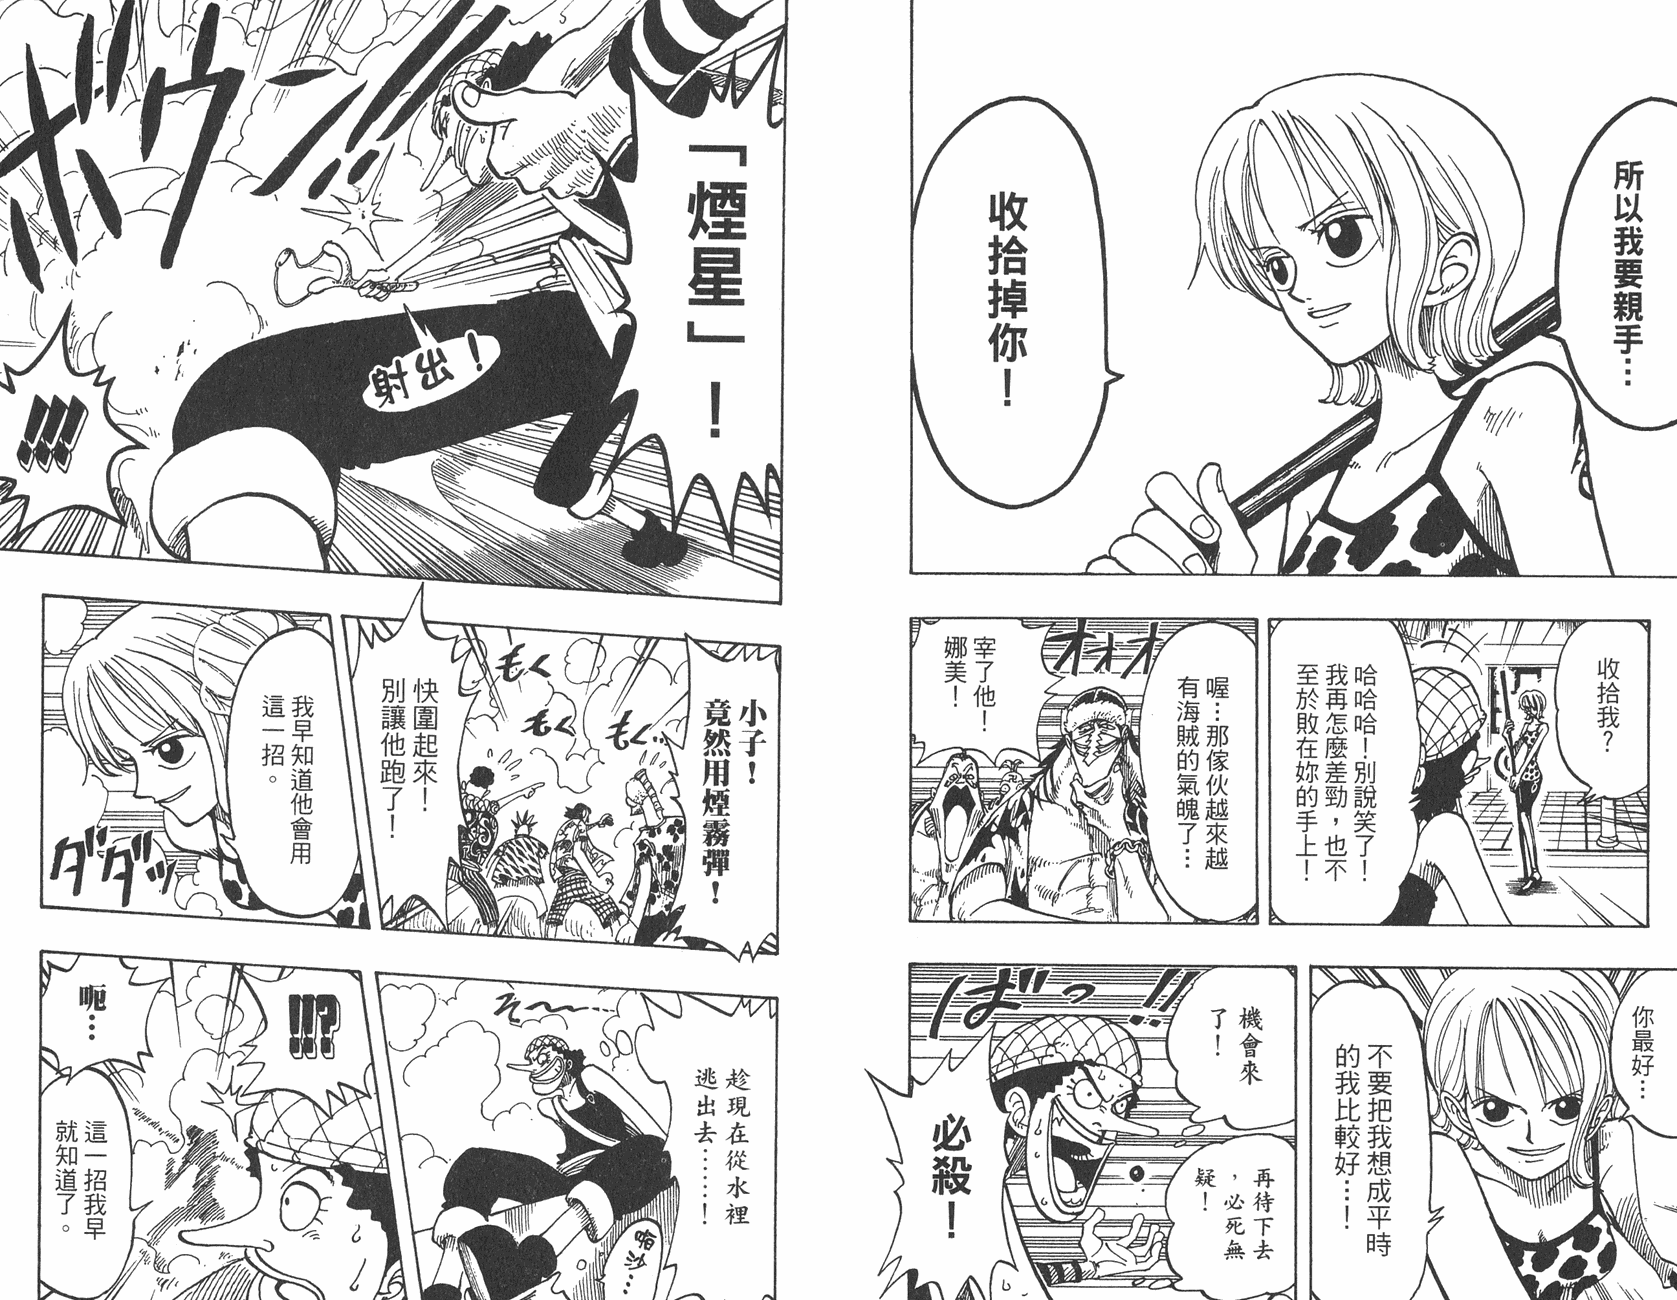 所以我要親手…
收拾掉你！
收拾我？
哈哈哈！別說笑了！
我再怎麼差勁，也不
至於敗在妳的手上！
喔…那傢伙越來越
有海賊的氣魄了…
オオオ
宰了他！
娜美！
你最好…
不要把我想成平時
的我比較好…！
機會來
了！
再待下去
，必死無
疑！
ばっ!!
必殺！
「煙星」！
射出！
ボウン
!!!
小子！
竟然用煙霧彈！
もく
もく
もく
快圍起來！
別讓他跑了！
我早知道他會用
這一招。
ダダダッ
趁現在從水裡
逃出去……！
そ～～
!!?
呃…
這一招我早
就知道了。